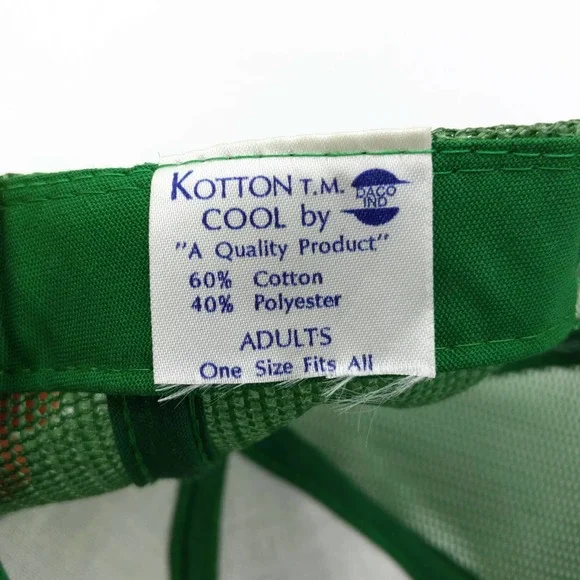 KOTTON T.M.
COOL by
DACO
IND
"A Quality Product"
60% Cotton
40% Polyester
ADULTS
One Size Fits All